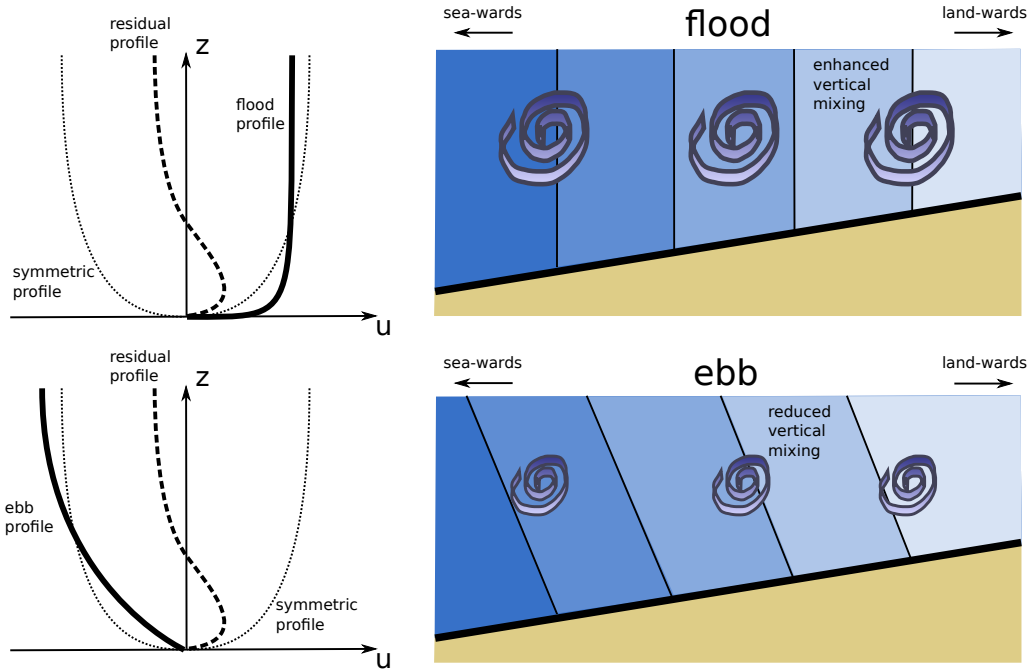 residual
profile
z
flood
profile
symmetric
profile
u
sea-wards
flood
land-wards
enhanced
vertical
mixing
residual
profile
z
ebb
profile
symmetric
profile
u
sea-wards
ebb
land-wards
reduced
vertical
mixing